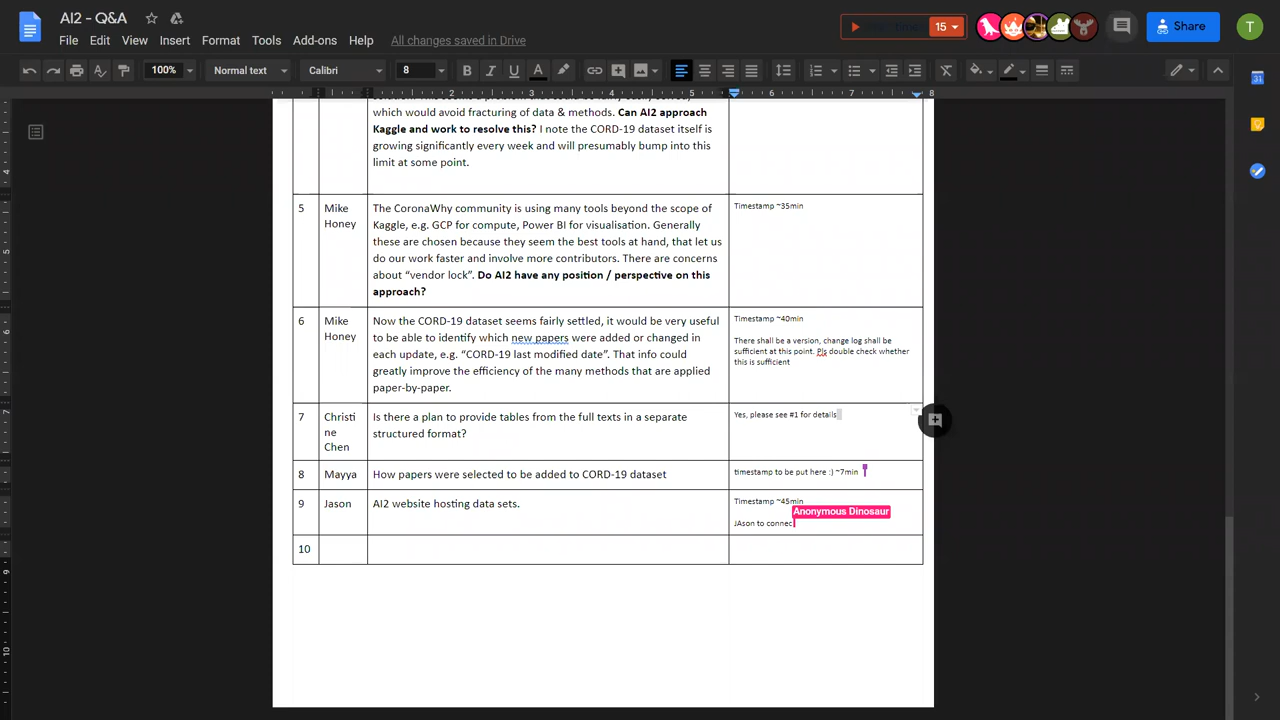 AI2 - Q&A
File Edit View Insert Format Tools Addons Help All changes saved in Drive
15
Share
T
100% Normal text Calibri 8
2 5 6 7 8
which would avoid fracturing of data & methods. Can AI2 approach
Kaggle and work to resolve this? I note the CORD-19 dataset itself is
growing significantly every week and will presumably bump into this
limit at some point.
5
Mike
Honey
The CoronaWhy community is using many tools beyond the scope of
Kaggle, e.g. GCP for compute, Power BI for visualisation. Generally
these are chosen because they seem the best tools at hand, that let us
do our work faster and involve more contributors. There are concerns
about “vendor lock”. Do AI2 have any position / perspective on this
approach?
Timestamp ~35min
6
Mike
Honey
Now the CORD-19 dataset seems fairly settled, it would be very useful
to be able to identify which new papers were added or changed in
each update, e.g. “CORD-19 last modified date”. That info could
greatly improve the efficiency of the many methods that are applied
paper-by-paper.
Timestamp ~40min
There shall be a version, change log shall be
sufficient at this point. Pls double check whether
this is sufficient
7
Christi
ne
Chen
Is there a plan to provide tables from the full texts in a separate
structured format?
Yes, please see #1 for details
8
Mayya
How papers were selected to be added to CORD-19 dataset
timestamp to be put here :) ~7min
9
Jason
AI2 website hosting data sets.
Timestamp ~45min
Anonymous Dinosaur
JAson to connec
10